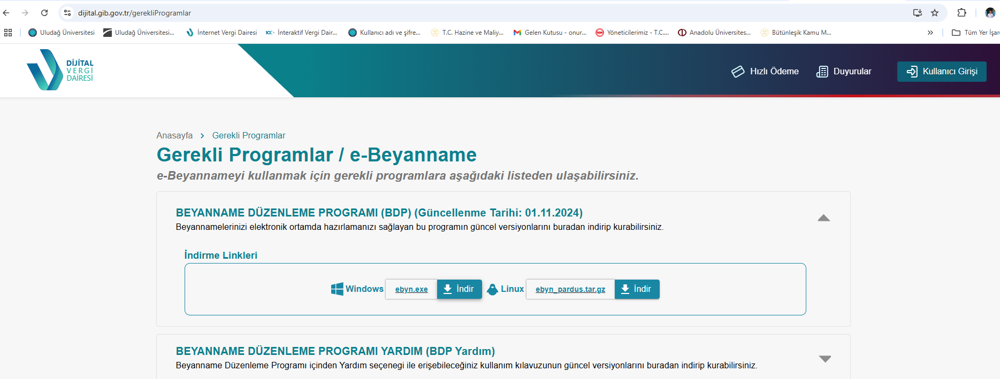 dijital.gib.gov.tr/gerekliProgramlar
Uludağ Üniversitesi
Uludağ Üniversitesi...
İnternet Vergi Dairesi
İnteraktif Vergi Dair...
Kullanıcı adı ve şifre...
T.C. Hazine ve Maliy...
Gelen Kutusu - onur...
Yöneticilerimiz - T.C....
Anadolu Üniversites...
Bütünleşik Kamu M...
»
Tüm Yer İşare
DİJİTAL
VERGİ
DAİRESİ
Hızlı Ödeme
Duyurular
Kullanıcı Girişi
Anasayfa > Gerekli Programlar
Gerekli Programlar / e-Beyanname
e-Beyannameyi kullanmak için gerekli programlara aşağıdaki listeden ulaşabilirsiniz.
BEYANNAME DÜZENLEME PROGRAMI (BDP) (Güncellenme Tarihi: 01.11.2024)
Beyannamelerinizi elektronik ortamda hazırlamanızı sağlayan bu programın güncel versiyonlarını buradan indirip kurabilirsiniz.
İndirme Linkleri
Windows ebyn.exe İndir Linux ebyn_pardus.tar.gz İndir
BEYANNAME DÜZENLEME PROGRAMI YARDIM (BDP Yardım)
Beyanname Düzenleme Programı içinden Yardım seçenegi ile erişebileceğiniz kullanım kılavuzunun güncel versiyonlarını buradan indirip kurabilirsiniz.